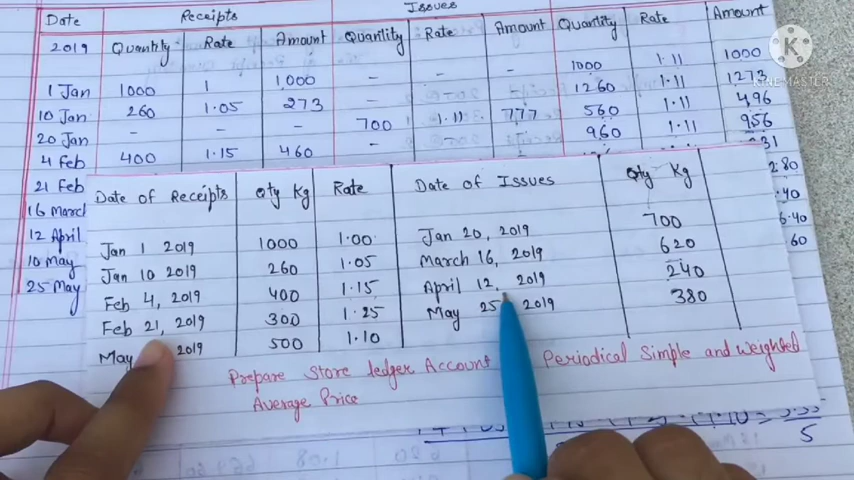 Date Receipts Issues
2019 Quantity Rate Amount Quantity Rate Amount Quantity Rate Amount
1 Jan 1000 1 1000 - - - 1000 1.11 1000
10 Jan 260 1.05 273 1260 1.11 1273
20 Jan - - - 700 1.11 777 560 1.11 496
4 Feb 400 1.15 460 - 960 1.11 956
21 Feb
16 March
12 April
10 May
25 May
Date of Receipts Qty Kg Rate Date of Issues Qty Kg
Jan 1 2019 1000 1.00 Jan 20, 2019 700
Jan 10 2019 260 1.05 March 16, 2019 620
Feb 4, 2019 400 1.15 April 12, 2019 240
Feb 21, 2019 300 1.25 May 25 2019 380
May 2019 500 1.10
Prepare Store ledger Account Periodical Simple and weighted
Average Price
5
KINEMASTER